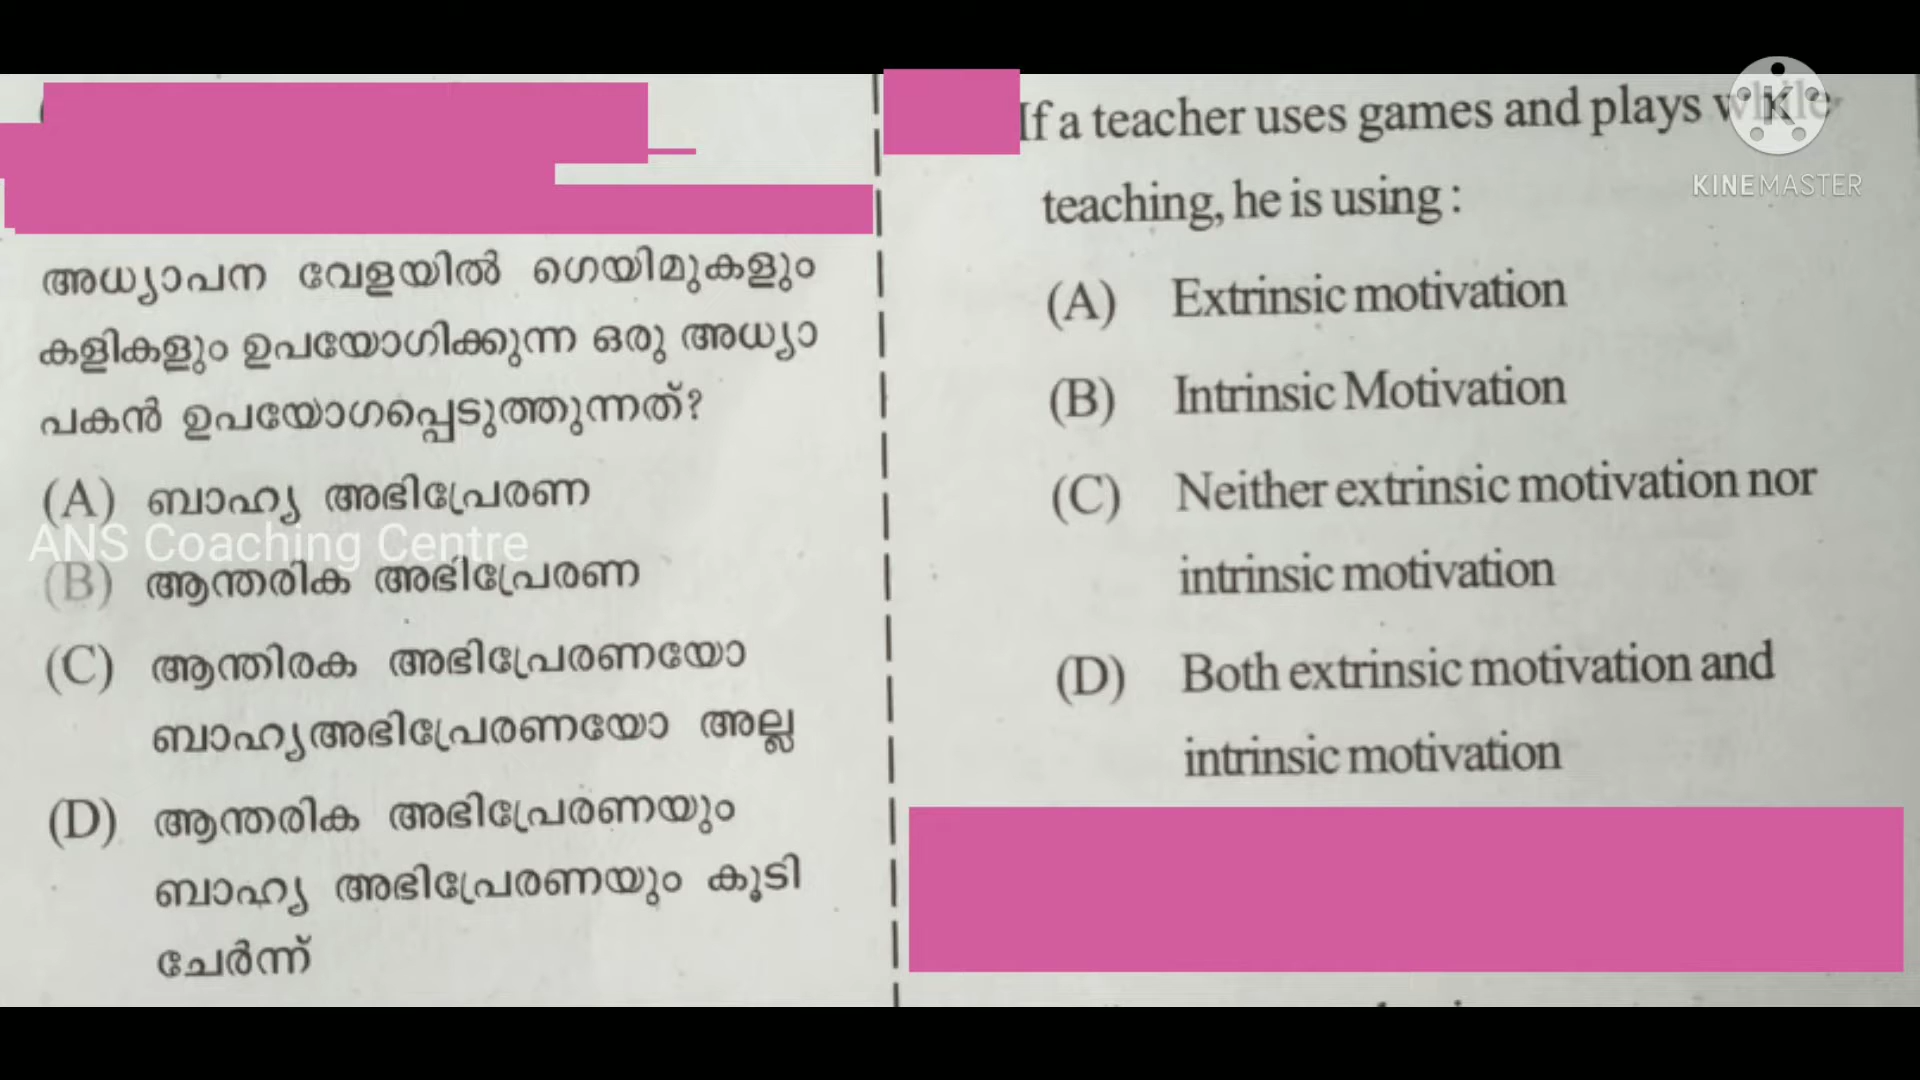 അധ്യാപന വേളയിൽ ഗെയിമുകളും
കളികളും ഉപയോഗിക്കുന്ന ഒരു അധ്യാ
പകൻ ഉപയോഗപ്പെടുത്തുന്നത്?
(A) ബാഹ്യ അഭിപ്രേരണ
ANS Coaching Centre
(B) ആന്തരിക അഭിപ്രേരണ
(C) ആന്തിരക അഭിപ്രേരണയോ
ബാഹ്യഅഭിപ്രേരണയോ അല്ല
(D) ആന്തരിക അഭിപ്രേരണയും
ബാഹ്യ അഭിപ്രേരണയും കൂടി
ചേർന്ന്
If a teacher uses games and plays while
teaching, he is using :
(A) Extrinsic motivation
(B) Intrinsic Motivation
(C) Neither extrinsic motivation nor
intrinsic motivation
(D) Both extrinsic motivation and
intrinsic motivation
K
KINEMASTER